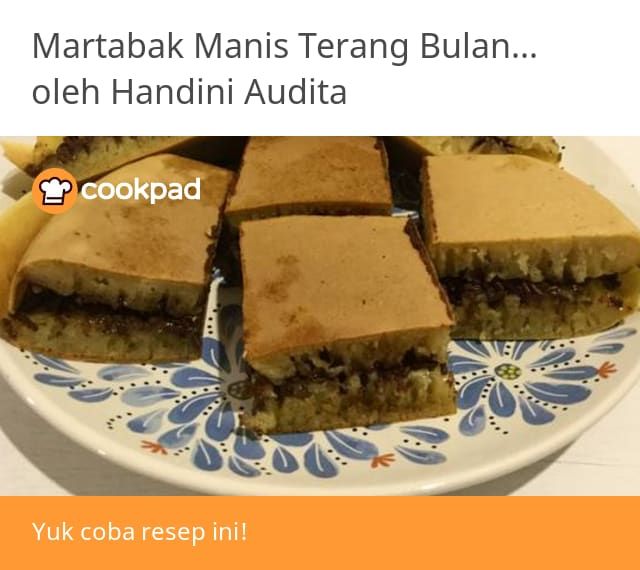 Martabak Manis Terang Bulan...
oleh Handini Audita
cookpad
Yuk coba resep ini!